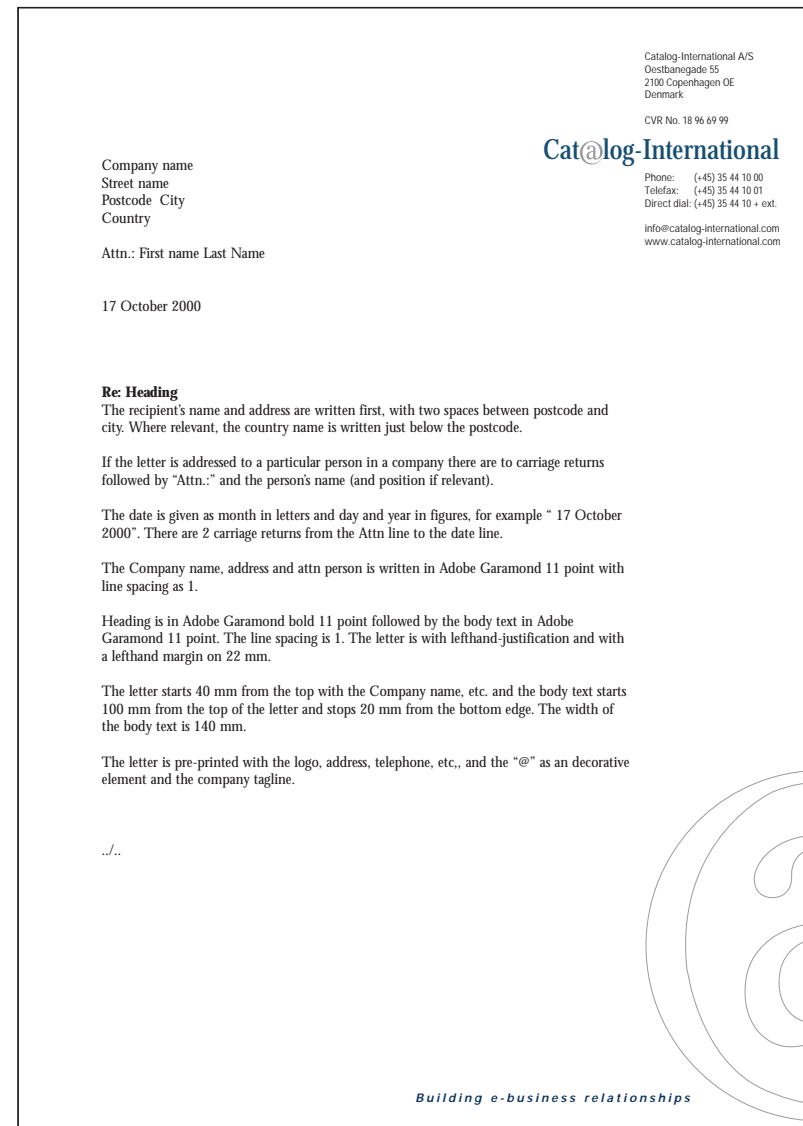 Catalog-International A/S
Oestbanegade 55
2100 Copenhagen OE
Denmark
CVR No. 18 96 69 99
Cat@log-International
Phone: (+45) 35 44 10 00
Telefax: (+45) 35 44 10 01
Direct dial: (+45) 35 44 10 + ext.
info@catalog-international.com
www.catalog-international.com
Company name
Street name
Postcode  City
Country
Attn.: First name Last Name
17 October 2000
Re: Heading
The recipient's name and address are written first, with two spaces between postcode and
city. Where relevant, the country name is written just below the postcode.
If the letter is addressed to a particular person in a company there are to carriage returns
followed by “Attn.:” and the person's name (and position if relevant).
The date is given as month in letters and day and year in figures, for example “ 17 October
2000”. There are 2 carriage returns from the Attn line to the date line.
The Company name, address and attn person is written in Adobe Garamond 11 point with
line spacing as 1.
Heading is in Adobe Garamond bold 11 point followed by the body text in Adobe
Garamond 11 point. The line spacing is 1. The letter is with lefthand-justification and with
a lefthand margin on 22 mm.
The letter starts 40 mm from the top with the Company name, etc. and the body text starts
100 mm from the top of the letter and stops 20 mm from the bottom edge. The width of
the body text is 140 mm.
The letter is pre-printed with the logo, address, telephone, etc,, and the “@” as an decorative
element and the company tagline.
../..
Building e-business relationships